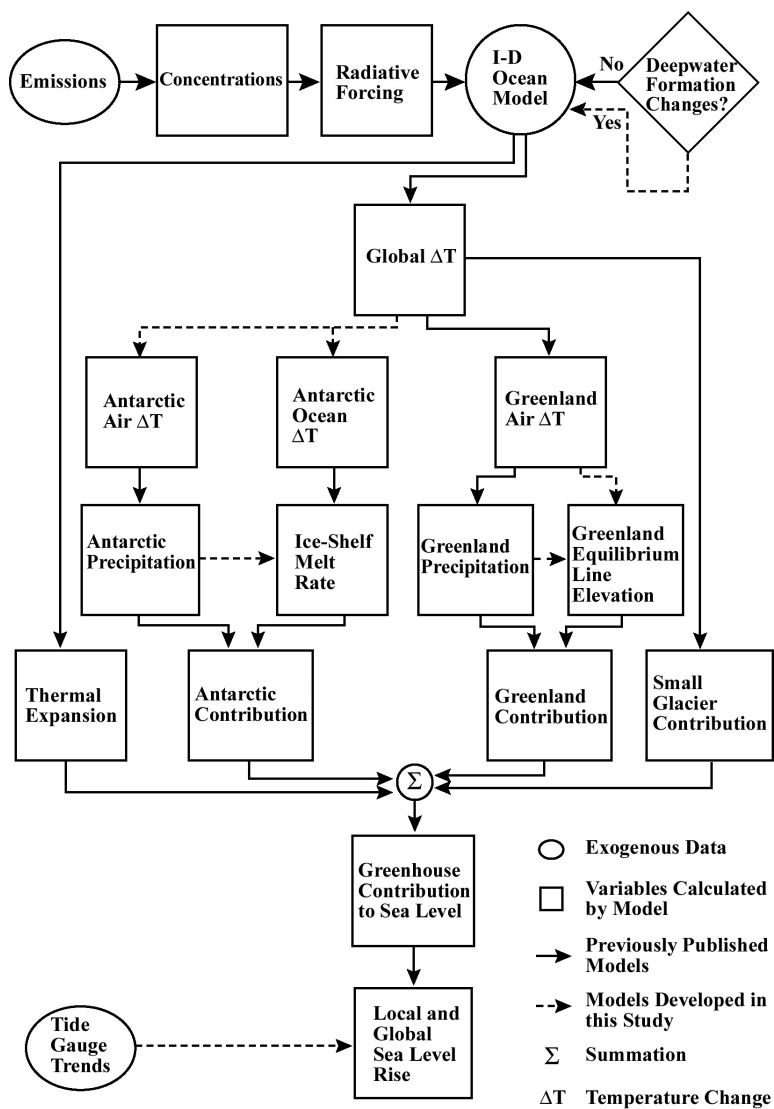 Emissions
Concentrations
Radiative
Forcing
I-D
Ocean
Model
No
Yes
Deepwater
Formation
Changes?
Global ΔT
Antarctic
Air ΔT
Antarctic
Ocean
ΔT
Greenland
Air ΔT
Antarctic
Precipitation
Ice-Shelf
Melt
Rate
Greenland
Precipitation
Greenland
Equilibrium
Line
Elevation
Thermal
Expansion
Antarctic
Contribution
Greenland
Contribution
Small
Glacier
Contribution
Σ
Greenhouse
Contribution
to Sea Level
Tide
Gauge
Trends
Local and
Global
Sea Level
Rise
Exogenous Data
Variables Calculated
by Model
Previously Published
Models
Models Developed in
this Study
Σ Summation
ΔT Temperature Change